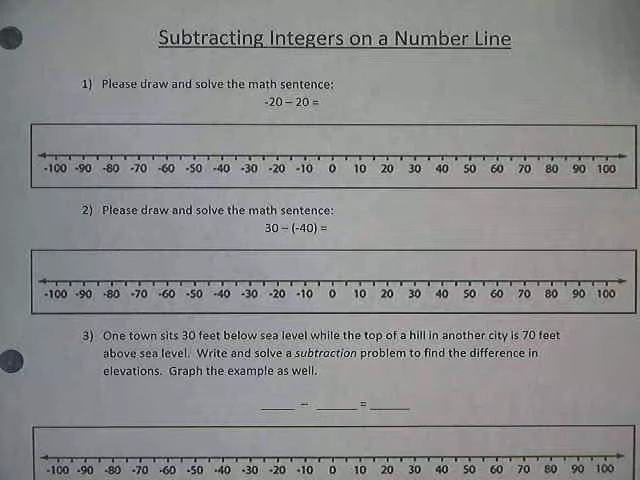 Subtracting Integers on a Number Line
1) Please draw and solve the math sentence:
-20 – 20 =
-100 -90 -80 -70 -60 -50 -40 -30 -20 -10 0 10 20 30 40 50 60 70 80 90 100
2) Please draw and solve the math sentence:
30 – (-40) =
-100 -90 -80 -70 -60 -50 -40 -30 -20 -10 0 10 20 30 40 50 60 70 80 90 100
3) One town sits 30 feet below sea level while the top of a hill in another city is 70 feet
above sea level. Write and solve a subtraction problem to find the difference in
elevations. Graph the example as well.
_____ – _____ = _____
-100 -90 -80 -70 -60 -50 -40 -30 -20 -10 0 10 20 30 40 50 60 70 80 90 100